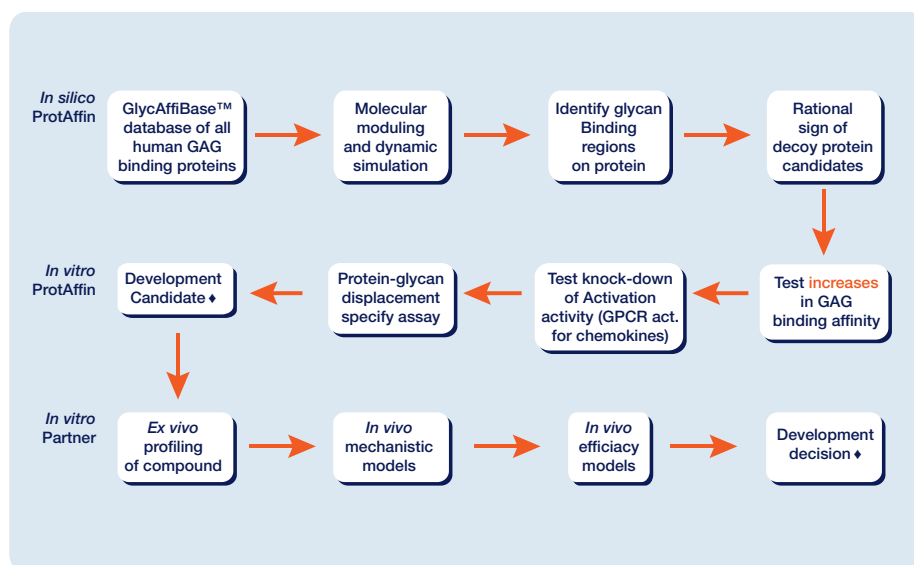 In silico
ProtAffin
GlycAffiBase™
database of all
human GAG
binding proteins
Molecular
moduling
and dynamic
simulation
Identify glycan
Binding
regions
on protein
Rational
sign of
decoy protein
candidates
In vitro
ProtAffin
Development
Candidate ♦
Protein-glycan
displacement
specify assay
Test knock-down
of Activation
activity (GPCR act.
for chemokines)
Test increases
in GAG
binding affinity
In vitro
Partner
Ex vivo
profiling
of compound
In vivo
mechanistic
models
In vivo
efficiacy
models
Development
decision ♦